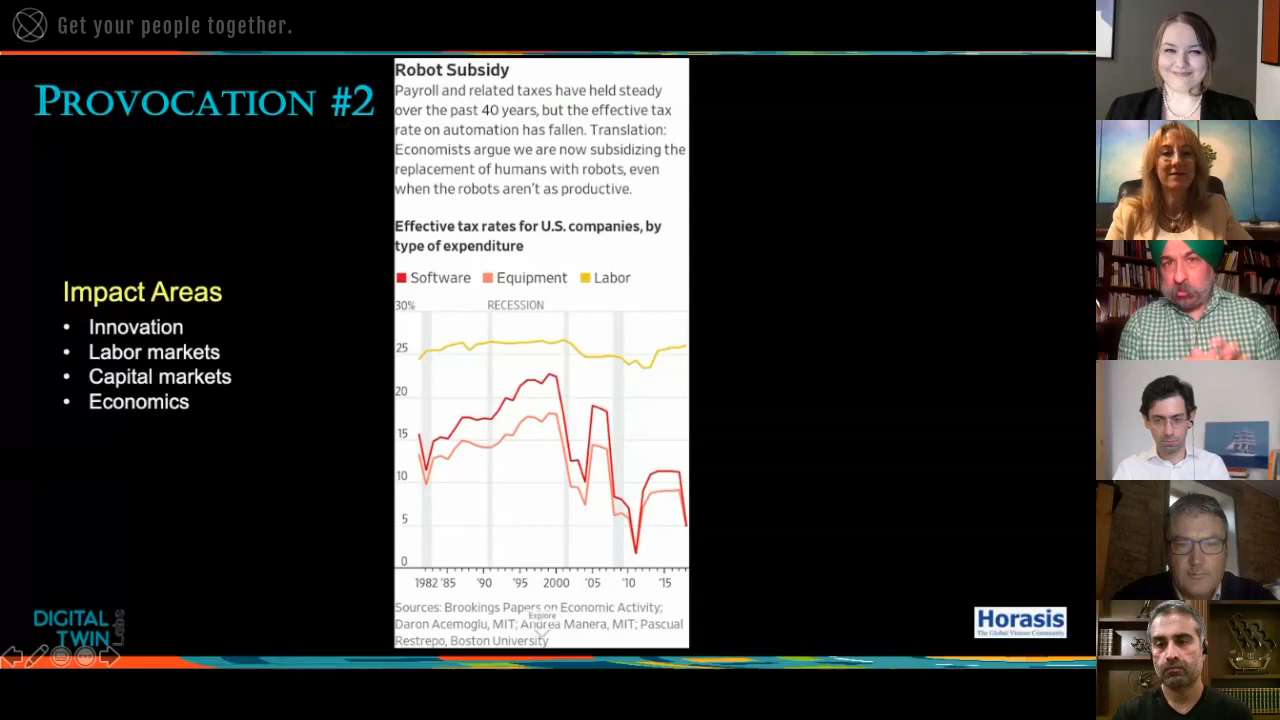 Get your people together.
PROVOCATION #2
Robot Subsidy
Payroll and related taxes have held steady
over the past 40 years, but the effective tax
rate on automation has fallen. Translation:
Economists argue we are now subsidizing the
replacement of humans with robots, even
when the robots aren't as productive.
Effective tax rates for U.S. companies, by
type of expenditure
Software Equipment Labor
30% RECESSION
25
20
15
10
5
0
1982 '85 '90 '95 2000 '05 '10 '15
Sources: Brookings Papers on Economic Activity;
Explore
Daron Acemoglu, MIT; Andrea Manera, MIT; Pascual
Restrepo, Boston University
Impact Areas
• Innovation
• Labor markets
• Capital markets
• Economics
DIGITAL
TWIN
Labs
Horasis
The Global Visions Community